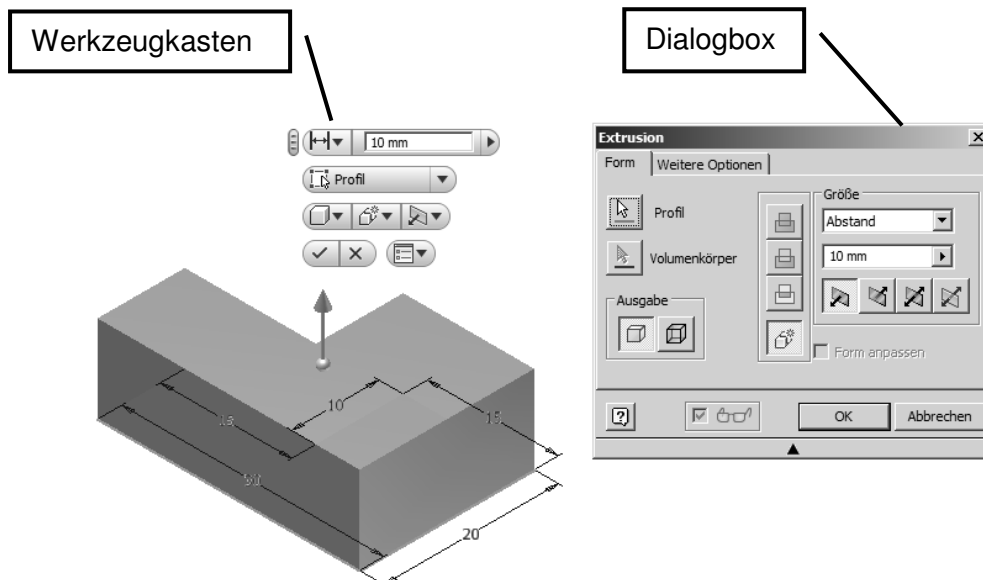 Werkzeugkasten
Dialogbox
10 mm
Profil
Extrusion
Form
Weitere Optionen
Profil
Volumenkörper
Ausgabe
Größe
Abstand
10 mm
Form anpassen
OK
Abbrechen
10
15
15
20